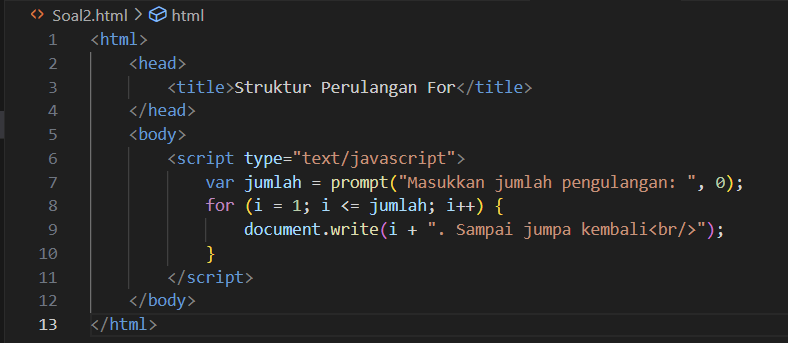 Soal2.html > html
1 <html>
2 <head>
3 <title>Struktur Perulangan For</title>
4 </head>
5 <body>
6 <script type="text/javascript">
7 var jumlah = prompt("Masukkan jumlah pengulangan: ", 0);
8 for (i = 1; i <= jumlah; i++) {
9 document.write(i + ". Sampai jumpa kembali<br/>");
10 }
11 </script>
12 </body>
13 </html>